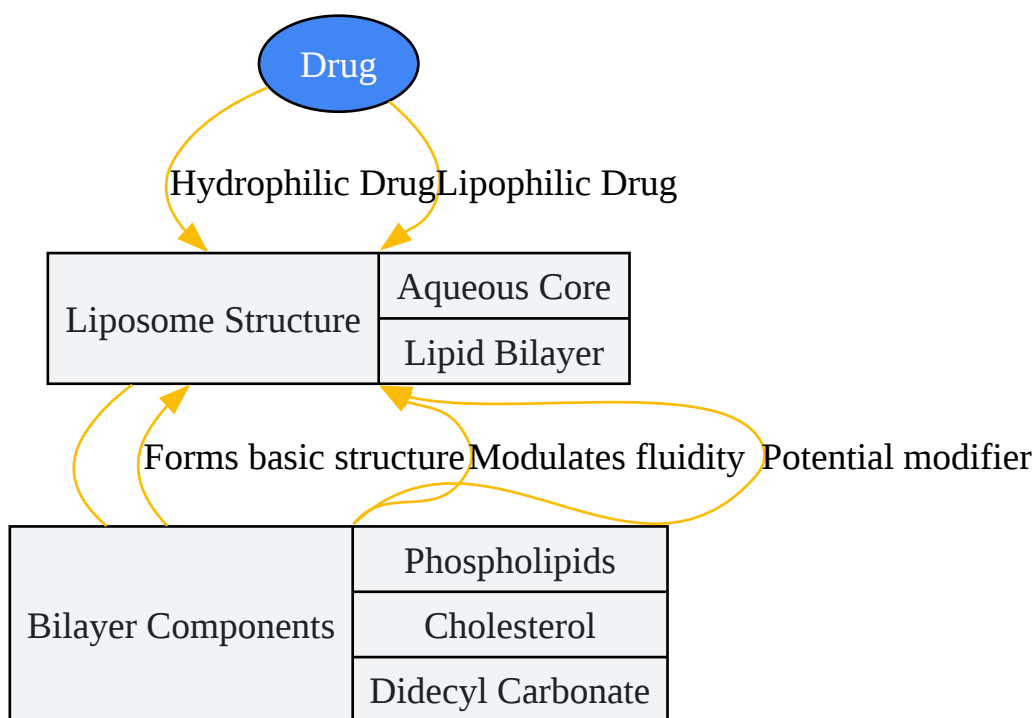 Drug
Hydrophilic Drug
Lipophilic Drug
Liposome Structure
Aqueous Core
Lipid Bilayer
Forms basic structure
Modulates fluidity
Potential modifier
Bilayer Components
Phospholipids
Cholesterol
Didecyl Carbonate